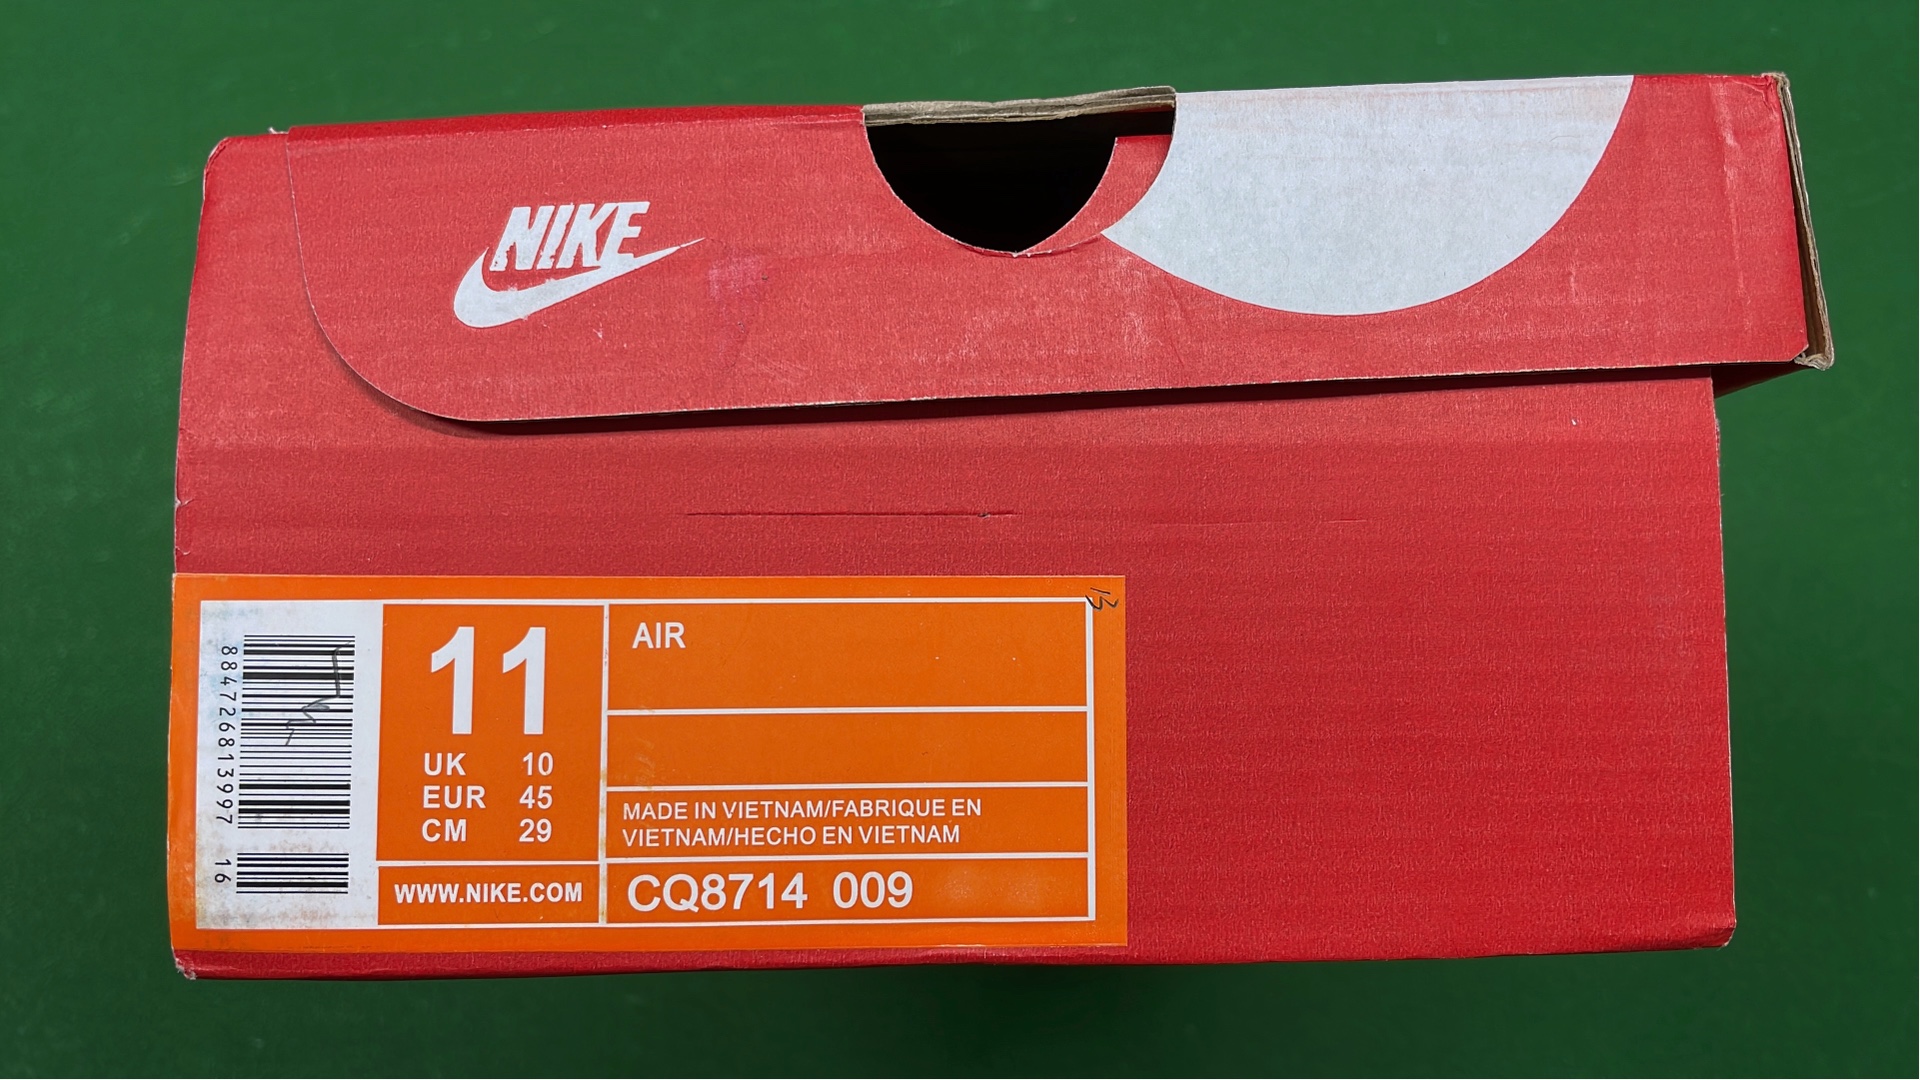 NIKE
884726813997 16
11
UK 10
EUR 45
CM 29
WWW.NIKE.COM
AIR
MADE IN VIETNAM/FABRIQUE EN
VIETNAM/HECHO EN VIETNAM
CQ8714 009